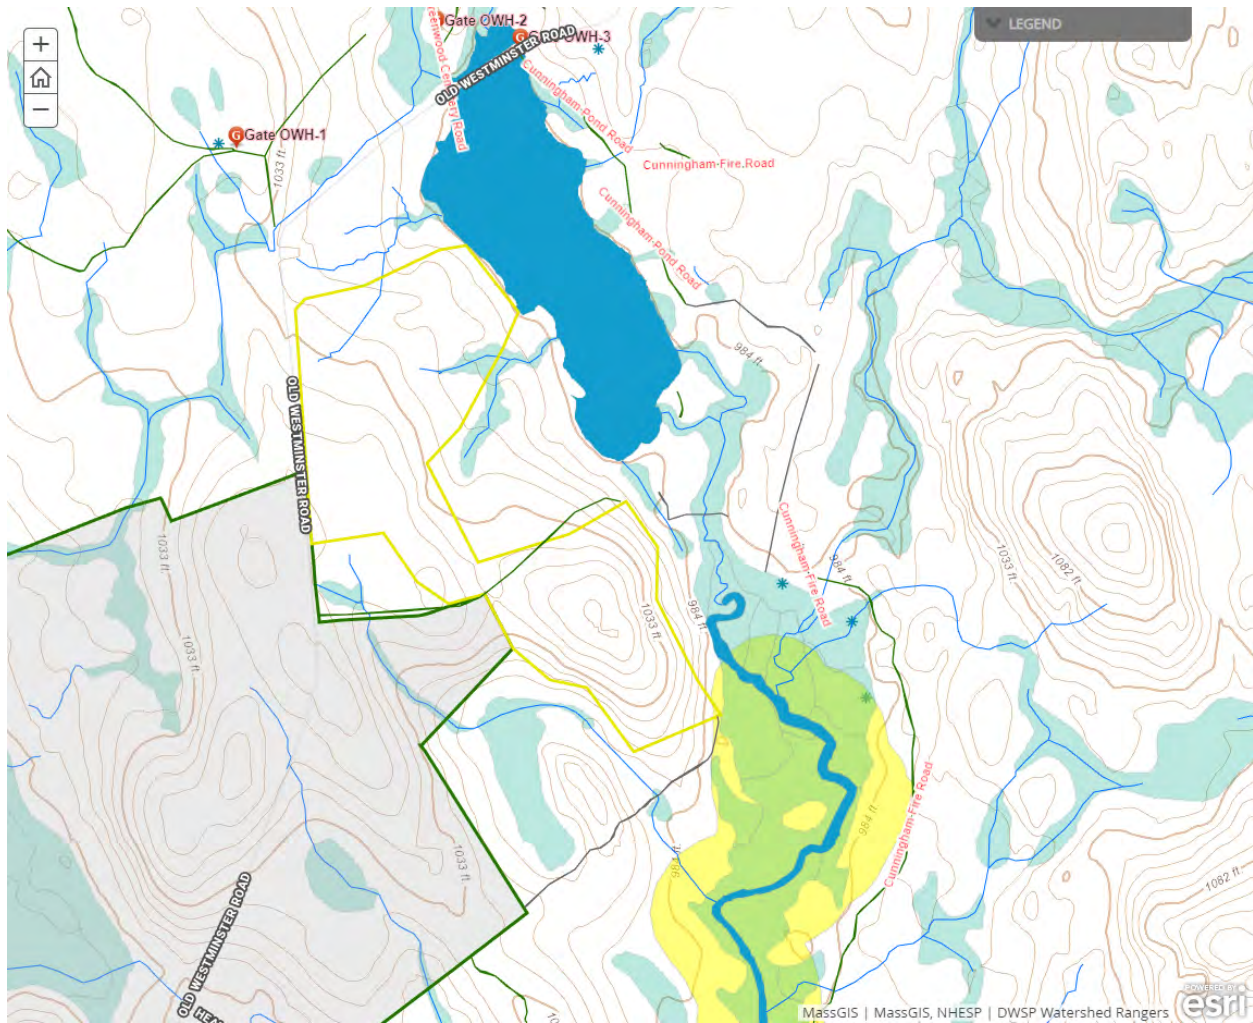 LEGEND
Gate OWH-2
Gate OWH-3
OLD WESTMINSTER ROAD
Cunningham-Pond Road
Gate OWH-1
1033 ft.
Cunningham-Fire Road
Cunningham-Pond Road
984 ft.
OLD WESTMINSTER ROAD
Cunningham-Fire Road
984 ft.
1033 ft.
1082 ft.
1033 ft.
984 ft.
1033 ft.
1033 ft.
984 ft.
Cunningham-Fire Road
984 ft.
1033 ft.
1082 ft.
OLD WESTMINSTER ROAD
MassGIS | MassGIS, NHESP | DWSP Watershed Rangers
POWERED BY
esri